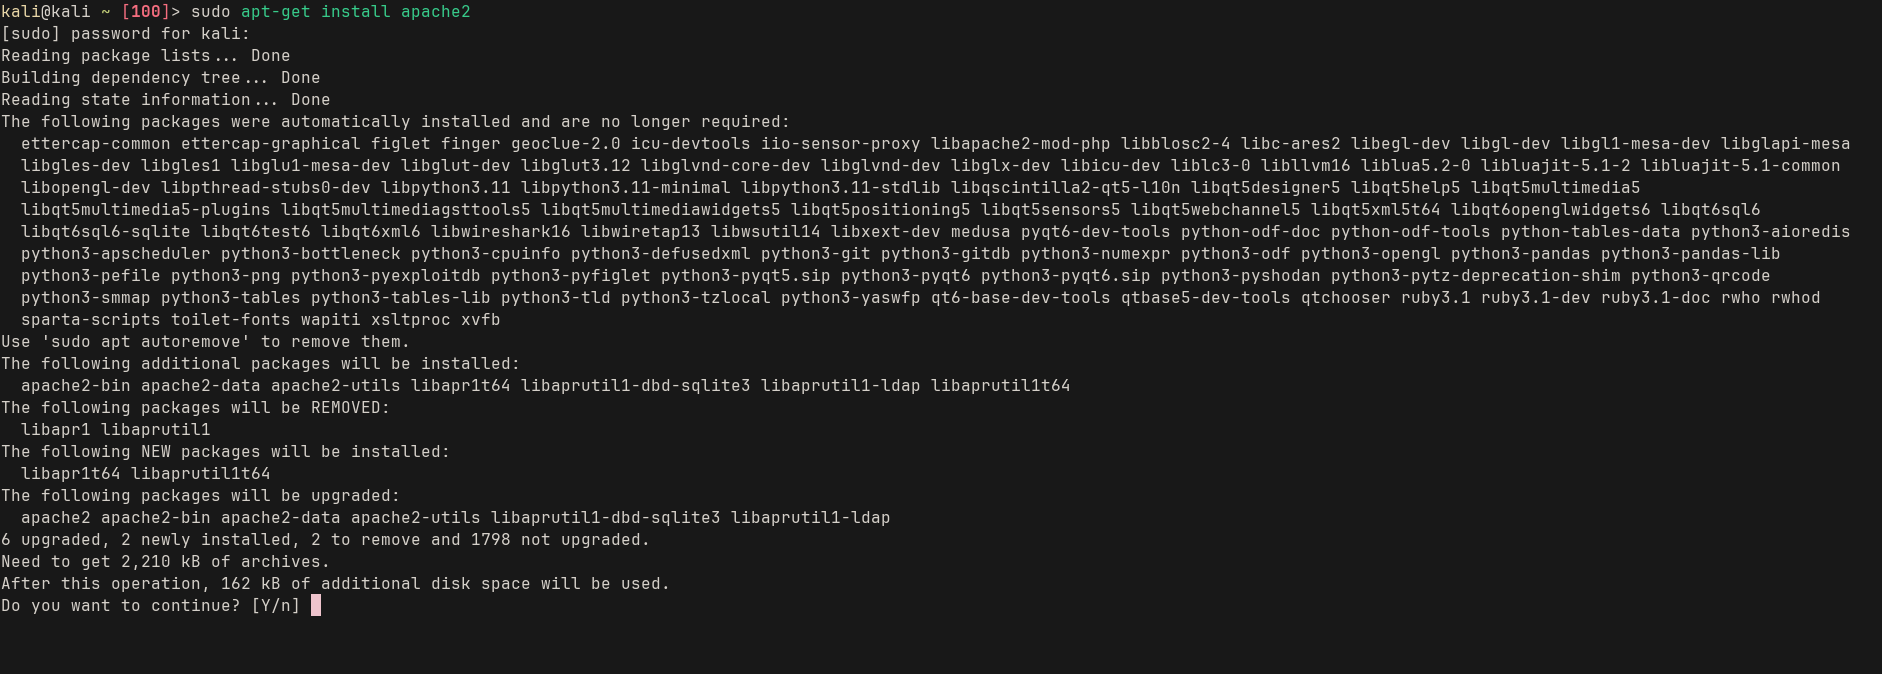 kali@kali ~ [100]> sudo apt-get install apache2
[sudo] password for kali:
Reading package lists... Done
Building dependency tree... Done
Reading state information... Done
The following packages were automatically installed and are no longer required:
  ettercap-common ettercap-graphical figlet finger geoclue-2.0 icu-devtools iio-sensor-proxy libapache2-mod-php libblosc2-4 libc-ares2 libegl-dev libgl-dev libgl1-mesa-dev libglapi-mesa
  libgles-dev libgles1 libglu1-mesa-dev libglut-dev libglut3.12 libglvnd-core-dev libglvnd-dev libglx-dev libicu-dev liblc3-0 libllvm16 liblua5.2-0 libluajit-5.1-2 libluajit-5.1-common
  libopengl-dev libpthread-stubs0-dev libpython3.11 libpython3.11-minimal libpython3.11-stdlib libqscintilla2-qt5-l10n libqt5designer5 libqt5help5 libqt5multimedia5
  libqt5multimedia5-plugins libqt5multimediagsttools5 libqt5multimediawidgets5 libqt5positioning5 libqt5sensors5 libqt5webchannel5 libqt5xml5t64 libqt6openglwidgets6 libqt6sql6
  libqt6sql6-sqlite libqt6test6 libqt6xml6 libwireshark16 libwiretap13 libwsutil14 libxext-dev medusa pyqt6-dev-tools python-odf-doc python-odf-tools python-tables-data python3-aioredis
  python3-apscheduler python3-bottleneck python3-cpuinfo python3-defusedxml python3-git python3-gitdb python3-numexpr python3-odf python3-opengl python3-pandas python3-pandas-lib
  python3-pefile python3-png python3-pyexploitdb python3-pyfiglet python3-pyqt5.sip python3-pyqt6 python3-pyqt6.sip python3-pyshodan python3-pytz-deprecation-shim python3-qrcode
  python3-smmap python3-tables python3-tables-lib python3-tld python3-tzlocal python3-yaswfp qt6-base-dev-tools qtbase5-dev-tools qtchooser ruby3.1 ruby3.1-dev ruby3.1-doc rwho rwhod
  sparta-scripts toilet-fonts wapiti xsltproc xvfb
Use 'sudo apt autoremove' to remove them.
The following additional packages will be installed:
  apache2-bin apache2-data apache2-utils libapr1t64 libaprutil1-dbd-sqlite3 libaprutil1-ldap libaprutil1t64
The following packages will be REMOVED:
  libapr1 libaprutil1
The following NEW packages will be installed:
  libapr1t64 libaprutil1t64
The following packages will be upgraded:
  apache2 apache2-bin apache2-data apache2-utils libaprutil1-dbd-sqlite3 libaprutil1-ldap
6 upgraded, 2 newly installed, 2 to remove and 1798 not upgraded.
Need to get 2,210 kB of archives.
After this operation, 162 kB of additional disk space will be used.
Do you want to continue? [Y/n]